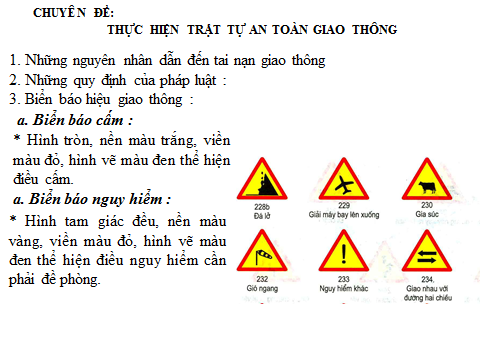 CHUYÊN ĐỀ:
THỰC HIỆN TRẬT TỰ AN TOÀN GIAO THÔNG
1. Những nguyên nhân dẫn đến tai nạn giao thông
2. Những quy định của pháp luật :
3. Biển báo hiệu giao thông :
a. Biển báo cấm :
* Hình tròn, nền màu trắng, viền
màu đỏ, hình vẽ màu đen thể hiện
điều cấm.
a. Biển báo nguy hiểm :
* Hình tam giác đều, nền màu
vàng, viền màu đỏ, hình vẽ màu
đen thể hiện điều nguy hiểm cần
phải đề phòng.
228b
Đá lở
229
Giải máy bay lên xuống
230
Gia súc
232
Gió ngang
233
Nguy hiểm khác
234.
Giao nhau với
đường hai chiều